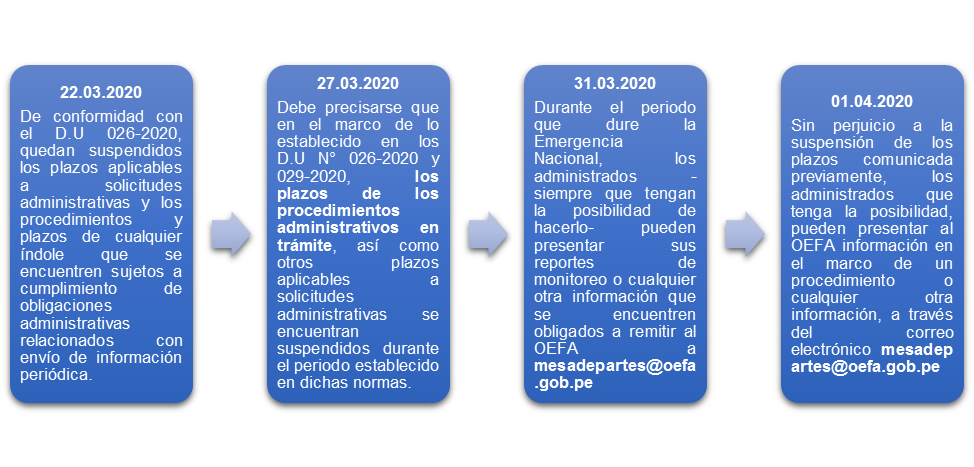 22.03.2020
De conformidad con
el D.U 026-2020,
quedan suspendidos
los plazos aplicables
a solicitudes
administrativas y los
procedimientos y
plazos de cualquier
índole que se
encuentren sujetos a
cumplimiento de
obligaciones
administrativas
relacionados con
envío de información
periódica.
27.03.2020
Debe precisarse que
en el marco de lo
establecido en los
D.U N° 026-2020 y
029-2020, los
plazos de los
procedimientos
administrativos en
trámite, así como
otros plazos
aplicables a
solicitudes
administrativas se
encuentran
suspendidos durante
el periodo establecido
en dichas normas.
31.03.2020
Durante el periodo
que dure la
Emergencia
Nacional, los
administrados -
siempre que tengan
la posibilidad de
hacerlo- pueden
presentar sus
reportes de
monitoreo o cualquier
otra información que
se encuentren
obligados a remitir al
OEFA a
mesadepartes@oefa
.gob.pe
01.04.2020
Sin perjuicio a la
suspensión de los
plazos comunicada
previamente, los
administrados que
tenga la posibilidad,
pueden presentar al
OEFA información en
el marco de un
procedimiento o
cualquier otra
información, a través
del correo
electrónico mesadep
artes@oefa.gob.pe